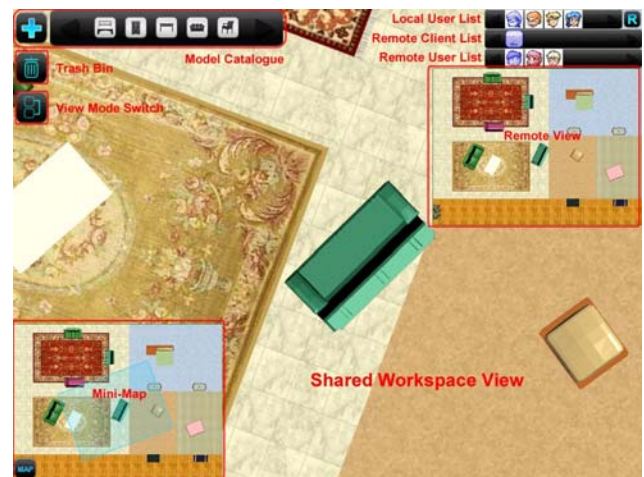 Local User List
R
Remote Client List
Model Catalogue
Remote User List
Trash Bin
View Mode Switch
Remote View
Shared Workspace View
Mini-Map
MAP